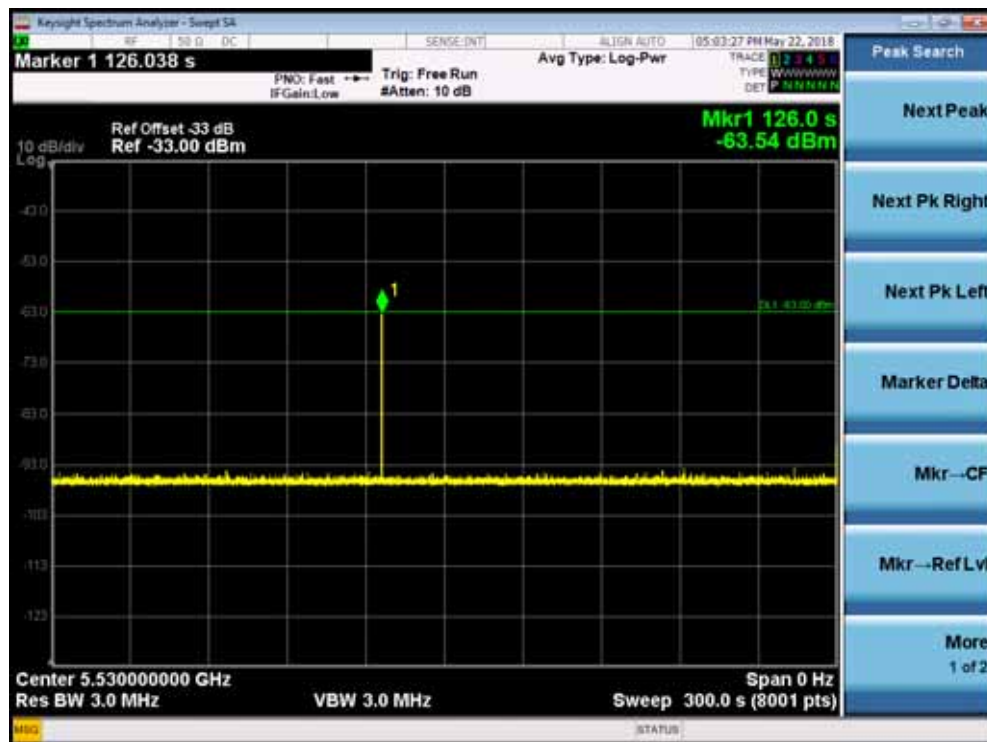 Keysight Spectrum Analyzer - Swept SA
RF 50 Ω DC SENSE:INT ALIGN AUTO 05:03:27 PM May 22, 2018
Marker 1 126.038 s
PNO: Fast
IFGain:Low
Trig: Free Run
#Atten: 10 dB
Avg Type: Log-Pwr
TRACE 1 2 3 4 5 6
TYPE WWWWWW
DET P N N N N N
Peak Search
Ref Offset -33 dB
10 dB/div Ref -33.00 dBm
Log
Mkr1 126.0 s
-63.54 dBm
-43.0
-53.0
-63.0
-73.0
-83.0
-93.0
-103
-113
-123
1
DL1 -63.00 dBm
Next Peak
Next Pk Right
Next Pk Left
Marker Delta
Mkr→CF
Mkr→Ref Lvl
More
1 of 2
Center 5.530000000 GHz Span 0 Hz
Res BW 3.0 MHz VBW 3.0 MHz Sweep 300.0 s (8001 pts)
MSG STATUS